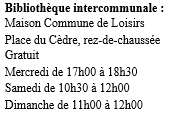 Bibliothèque intercommunale :
Maison Commune de Loisirs
Place du Cèdre, rez-de-chaussée
Gratuit
Mercredi de 17h00 à 18h30
Samedi de 10h30 à 12h00
Dimanche de 11h00 à 12h00